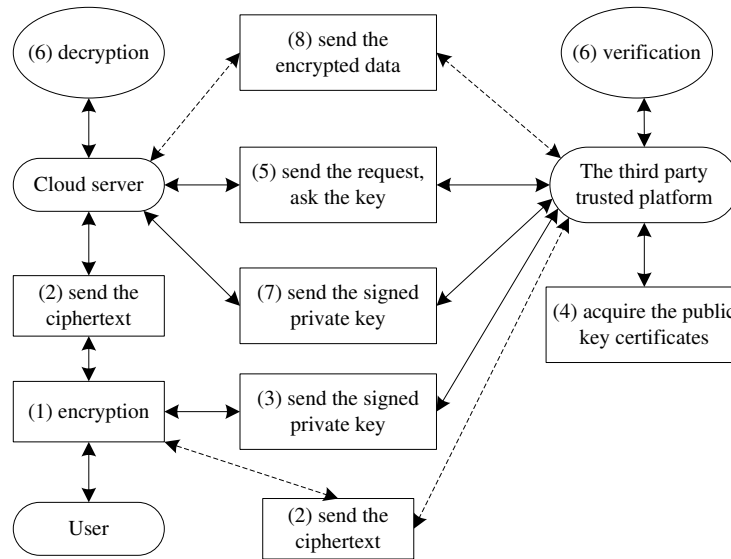 (6) decryption
(8) send the
encrypted data
(6) verification
Cloud server
(5) send the request,
ask the key
The third party
trusted platform
(2) send the
ciphertext
(7) send the signed
private key
(4) acquire the public
key certificates
(1) encryption
(3) send the signed
private key
User
(2) send the
ciphertext